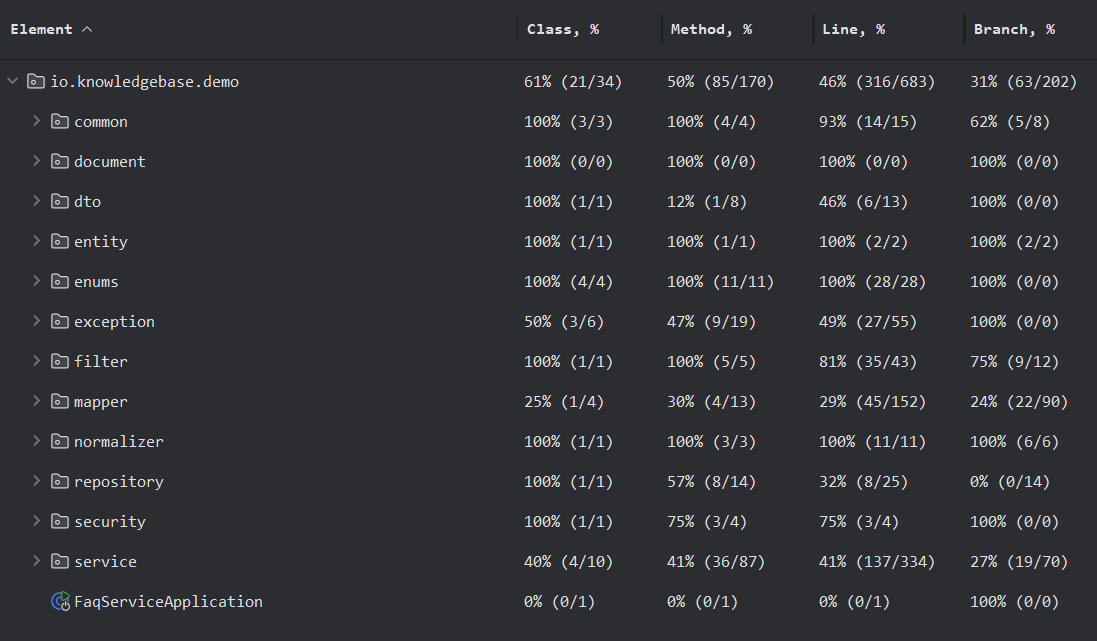 Element Class, % Method, % Line, % Branch, %
io.knowledgebase.demo 61% (21/34) 50% (85/170) 46% (316/683) 31% (63/202)
common 100% (3/3) 100% (4/4) 93% (14/15) 62% (5/8)
document 100% (0/0) 100% (0/0) 100% (0/0) 100% (0/0)
dto 100% (1/1) 12% (1/8) 46% (6/13) 100% (0/0)
entity 100% (1/1) 100% (1/1) 100% (2/2) 100% (2/2)
enums 100% (4/4) 100% (11/11) 100% (28/28) 100% (0/0)
exception 50% (3/6) 47% (9/19) 49% (27/55) 100% (0/0)
filter 100% (1/1) 100% (5/5) 81% (35/43) 75% (9/12)
mapper 25% (1/4) 30% (4/13) 29% (45/152) 24% (22/90)
normalizer 100% (1/1) 100% (3/3) 100% (11/11) 100% (6/6)
repository 100% (1/1) 57% (8/14) 32% (8/25) 0% (0/14)
security 100% (1/1) 75% (3/4) 75% (3/4) 100% (0/0)
service 40% (4/10) 41% (36/87) 41% (137/334) 27% (19/70)
FaqServiceApplication 0% (0/1) 0% (0/1) 0% (0/1) 100% (0/0)